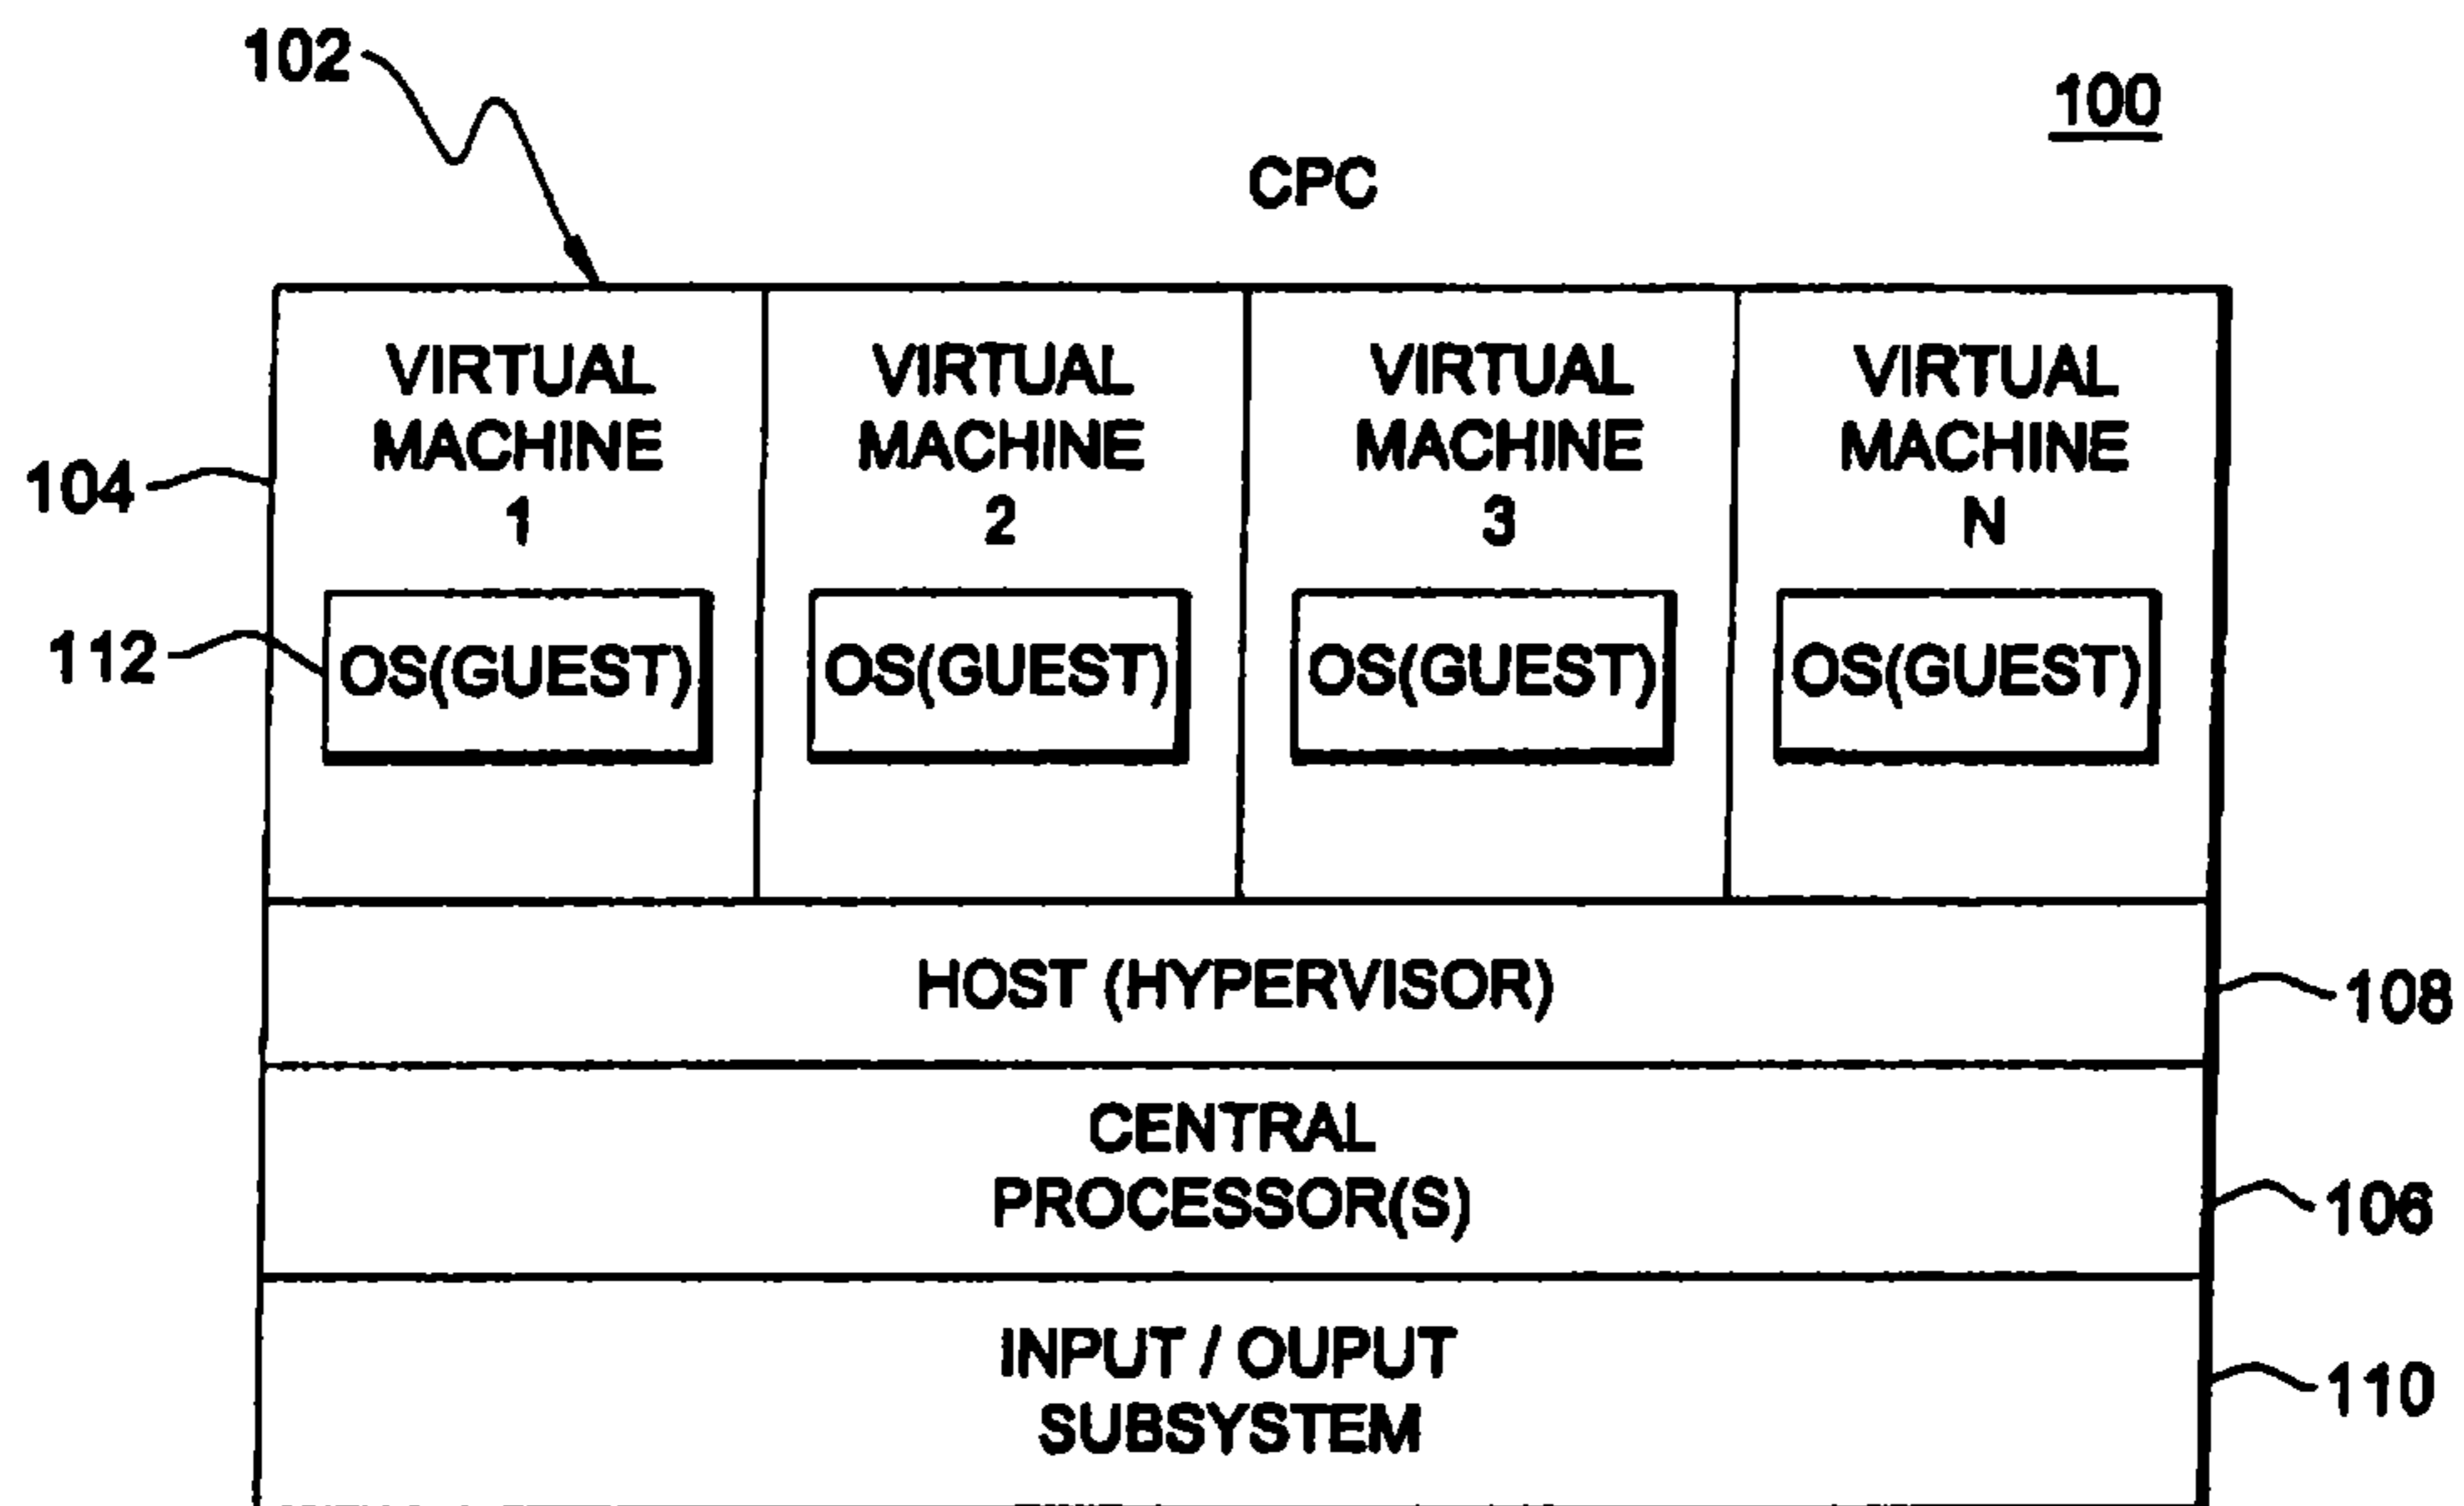 102
100
CPC
VIRTUAL MACHINE 1
VIRTUAL MACHINE 2
VIRTUAL MACHINE 3
VIRTUAL MACHINE N
104
112
OS(GUEST)
OS(GUEST)
OS(GUEST)
OS(GUEST)
HOST (HYPERVISOR)
108
CENTRAL
PROCESSOR(S)
106
INPUT / OUPUT
SUBSYSTEM
110